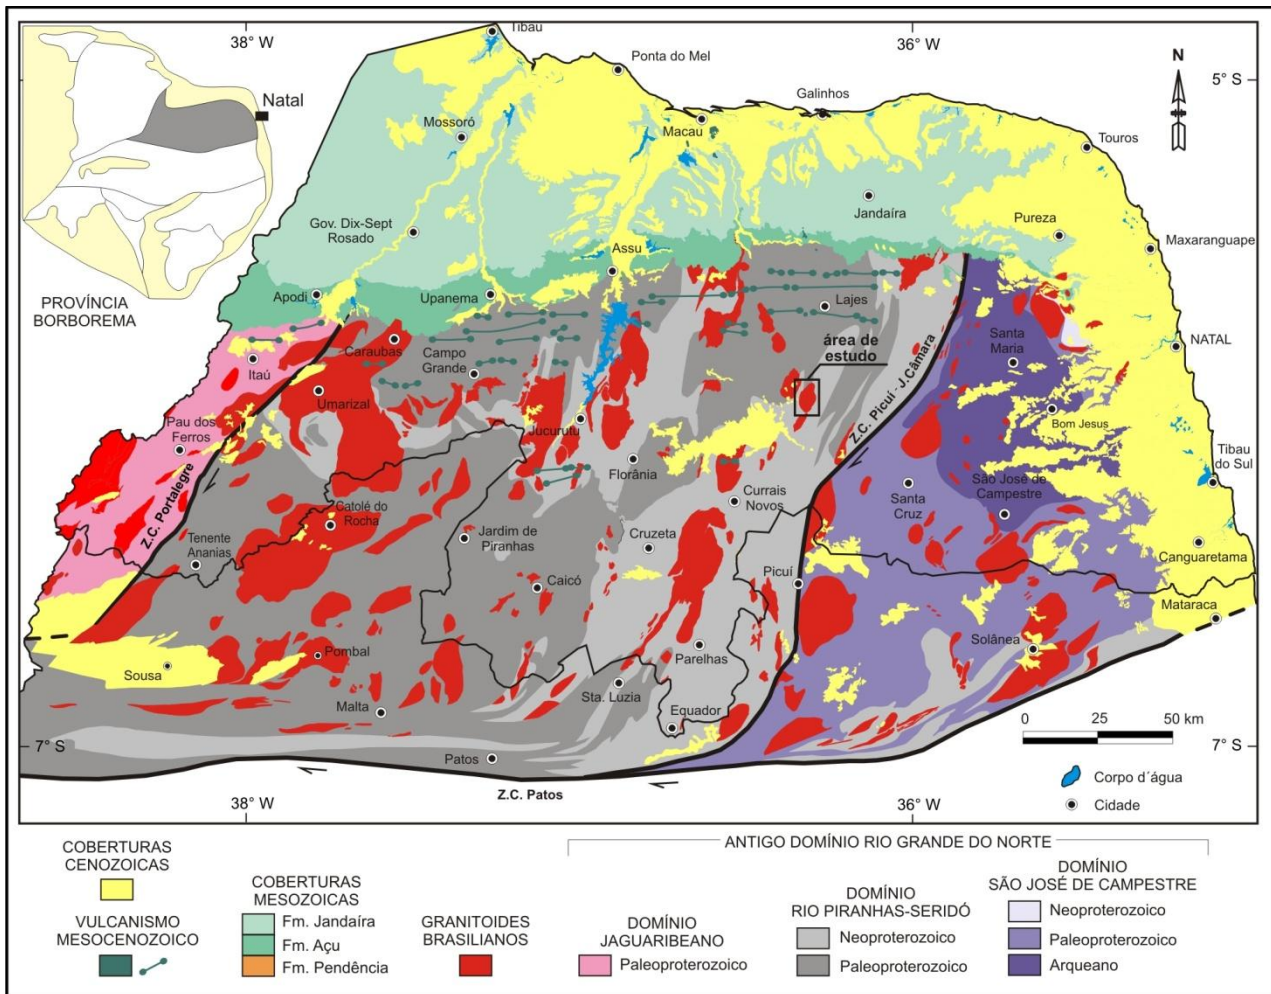 38° W
36° W
Tibau
Ponta do Mel
N
5° S
Natal
Galinhos
Mossoró
Macau
Touros
Jandaíra
Gov. Dix-Sept
Rosado
Pureza
Maxaranguape
Assu
PROVÍNCIA
BORBOREMA
Apodi
Upanema
Lajes
Caraubas
Campo
Grande
Itaú
área de
estudo
Z.C. Picuí -J.Câmara
Santa
Maria
NATAL
Umarizal
Pau dos
Ferros
Jucurutu
Bom Jesus
Florânia
Tibau
do Sul
Z.C. Portalegre
Currais
Novos
Santa
Cruz
São José de
Campestre
Catolé do
Rocha
Jardim de
Piranhas
Cruzeta
Tenente
Ananias
Canguaretama
Caicó
Picuí
Mataraca
Solânea
Sousa
Pombal
Parelhas
Malta
Sta. Luzia
Equador
0 25 50 km
7° S
7° S
Patos
Corpo d´água
Z.C. Patos
Cidade
38° W
36° W
COBERTURAS
CENOZOICAS
VULCANISMO
MESOCENOZOICO
COBERTURAS
MESOZOICAS
Fm. Jandaíra
Fm. Açu
Fm. Pendência
GRANITOIDES
BRASILIANOS
ANTIGO DOMÍNIO RIO GRANDE DO NORTE
DOMÍNIO
JAGUARIBEANO
Paleoproterozoico
DOMÍNIO
RIO PIRANHAS-SERIDÓ
Neoproterozoico
Paleoproterozoico
DOMÍNIO
SÃO JOSÉ DE CAMPESTRE
Neoproterozoico
Paleoproterozoico
Arqueano